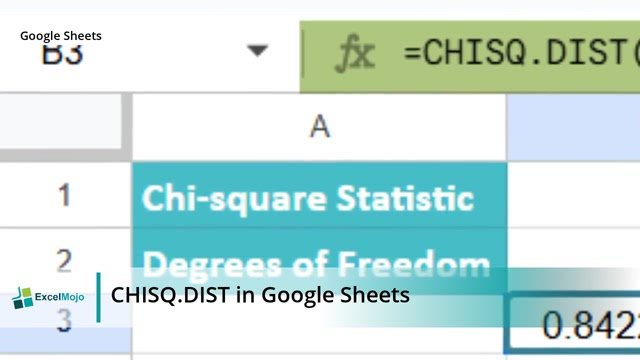 Google Sheets
B3
fx =CHISQ.DIST(
A
1 Chi-square Statistic
2 Degrees of Freedom
ExcelMojo
CHISQ.DIST in Google Sheets
3 0.842